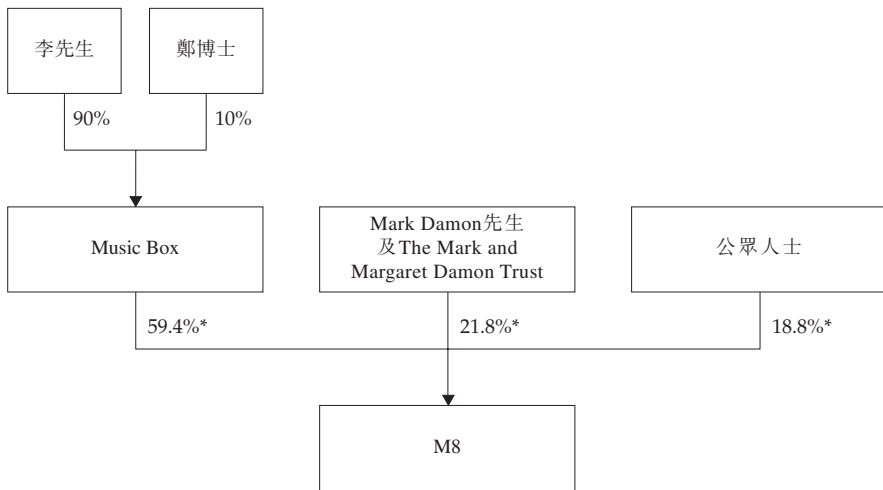 李先生
鄭博士
90%
10%
Music Box
Mark Damon先生
及The Mark and
Margaret Damon Trust
公眾人士
59.4%*
21.8%*
18.8%*
M8